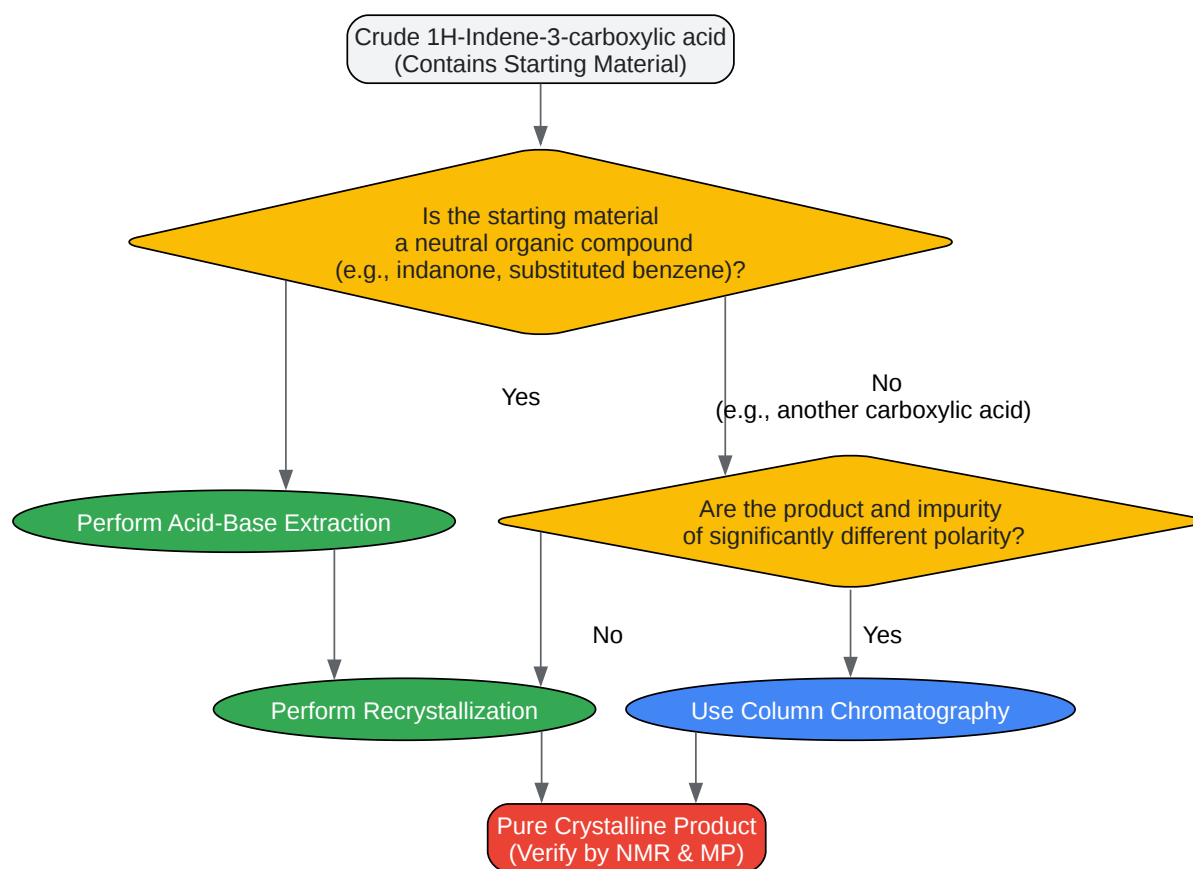 Crude 1H-Indene-3-carboxylic acid
(Contains Starting Material)
Is the starting material
a neutral organic compound
(e.g., indanone, substituted benzene)?
Yes
No
(e.g., another carboxylic acid)
Perform Acid-Base Extraction
Are the product and impurity
of significantly different polarity?
No
Yes
Perform Recrystallization
Use Column Chromatography
Pure Crystalline Product
(Verify by NMR & MP)